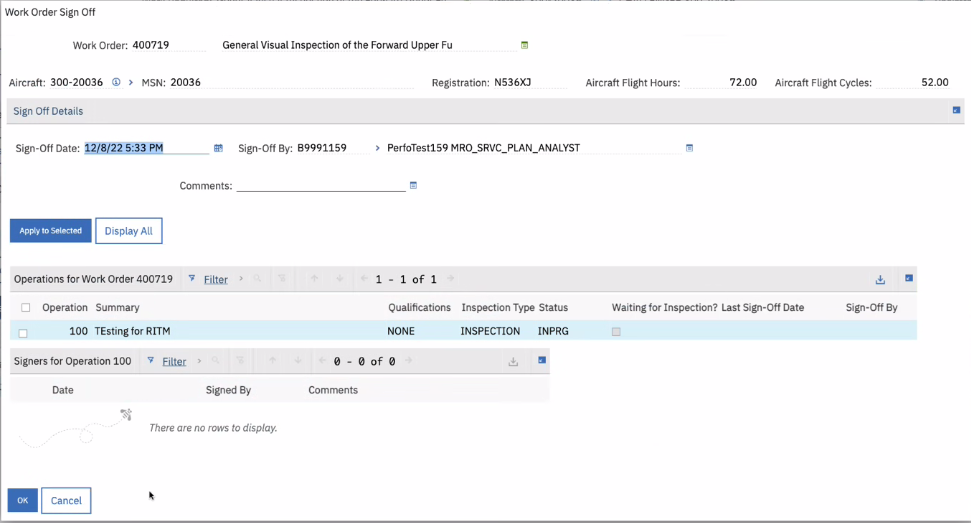 Work Order Sign Off
Work Order: 400719 General Visual Inspection of the Forward Upper Fu
Aircraft: 300-20036 MSN: 20036 Registration: N536XJ Aircraft Flight Hours: 72.00 Aircraft Flight Cycles: 52.00
Sign Off Details
Sign-Off Date: 12/8/22 5:33 PM Sign-Off By: B9991159 PerfoTest159 MRO_SRVC_PLAN_ANALYST
Comments:
Apply to Selected Display All
Operations for Work Order 400719 Filter 1 - 1 of 1
Operation Summary Qualifications Inspection Type Status Waiting for Inspection? Last Sign-Off Date Sign-Off By
100 TEsting for RITM NONE INSPECTION INPRG
Signers for Operation 100 Filter 0 - 0 of 0
Date Signed By Comments
There are no rows to display.
OK Cancel